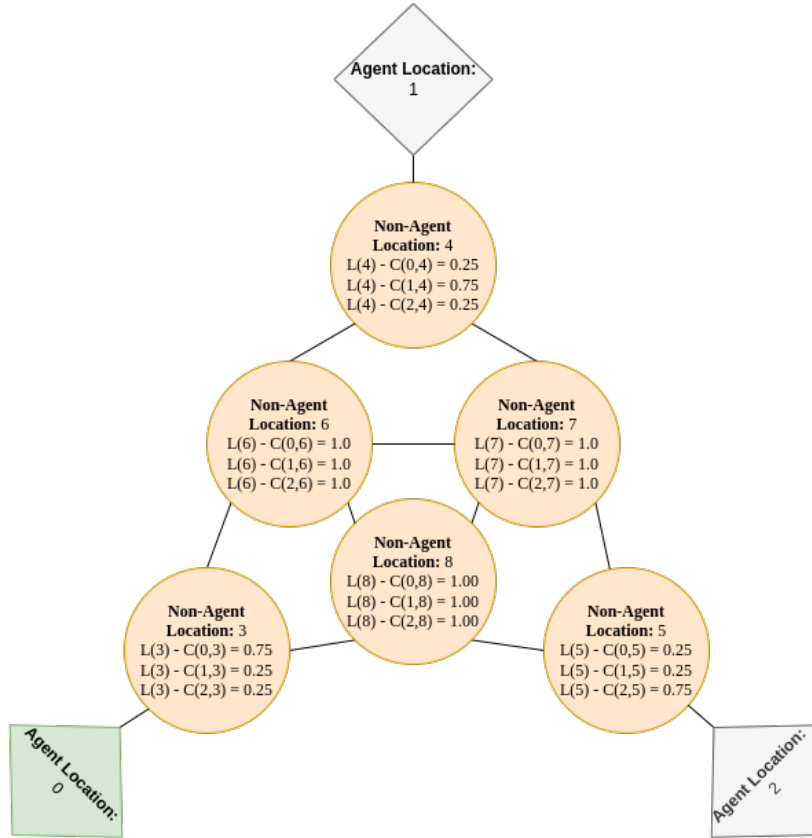 Agent Location:
1
Non-Agent
Location: 4
L(4) - C(0,4) = 0.25
L(4) - C(1,4) = 0.75
L(4) - C(2,4) = 0.25
Non-Agent
Location: 6
L(6) - C(0,6) = 1.0
L(6) - C(1,6) = 1.0
L(6) - C(2,6) = 1.0
Non-Agent
Location: 7
L(7) - C(0,7) = 1.0
L(7) - C(1,7) = 1.0
L(7) - C(2,7) = 1.0
Non-Agent
Location: 8
L(8) - C(0,8) = 1.00
L(8) - C(1,8) = 1.00
L(8) - C(2,8) = 1.00
Non-Agent
Location: 3
L(3) - C(0,3) = 0.75
L(3) - C(1,3) = 0.25
L(3) - C(2,3) = 0.25
Non-Agent
Location: 5
L(5) - C(0,5) = 0.25
L(5) - C(1,5) = 0.25
L(5) - C(2,5) = 0.75
Agent Location:
0
Agent Location:
2